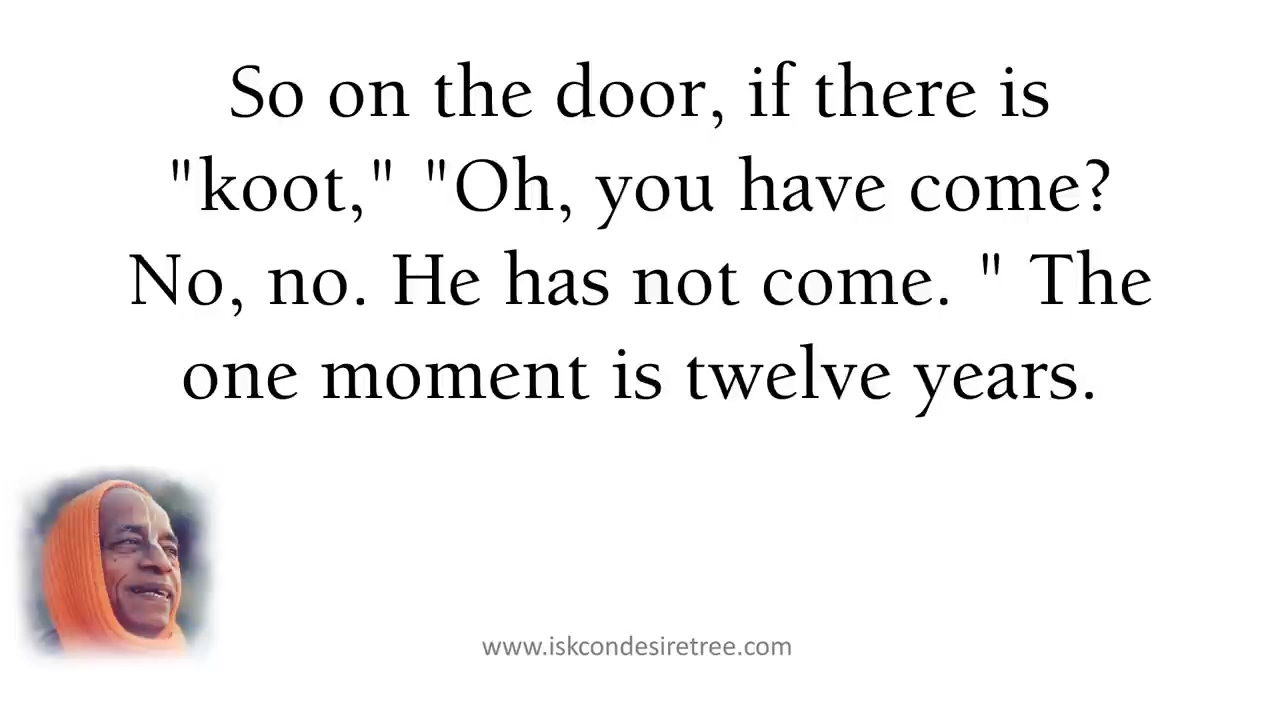 So on the door, if there is
"koot," "Oh, you have come?
No, no. He has not come. " The
one moment is twelve years.
www.iskcondesiretree.com